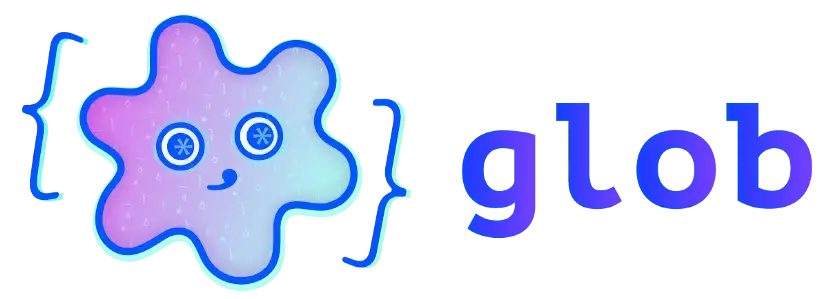 { * * , } glob